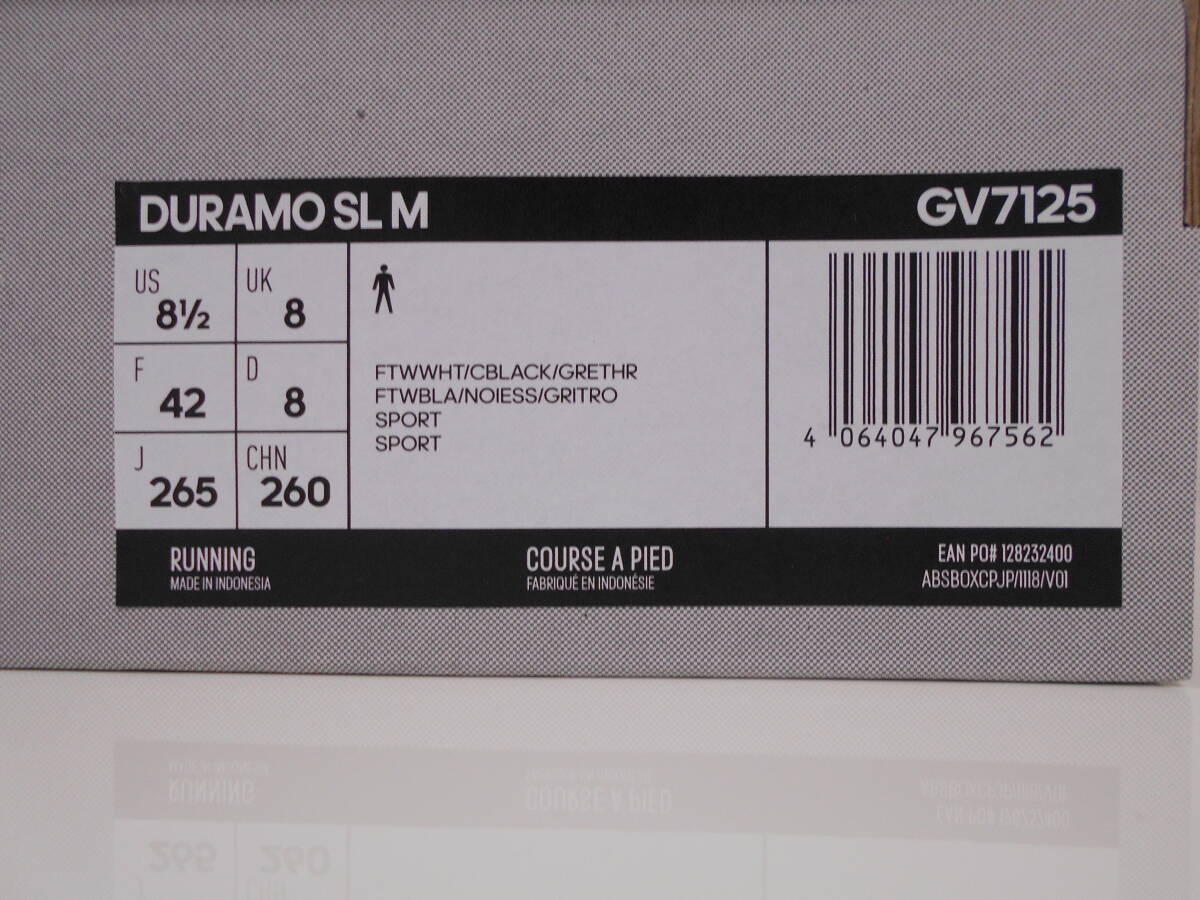 DURAMO SL M
GV7125
US
8½
UK
8
F
42
D
8
J
265
CHN
260
FTWWHT/CBLACK/GRETHR
FTWBLA/NOIESS/GRITRO
SPORT
SPORT
4 064047 967562
RUNNING
MADE IN INDONESIA
COURSE A PIED
FABRIQUÉ EN INDONÉSIE
EAN PO# 128232400
ABSBOXCPJP/1118/V01